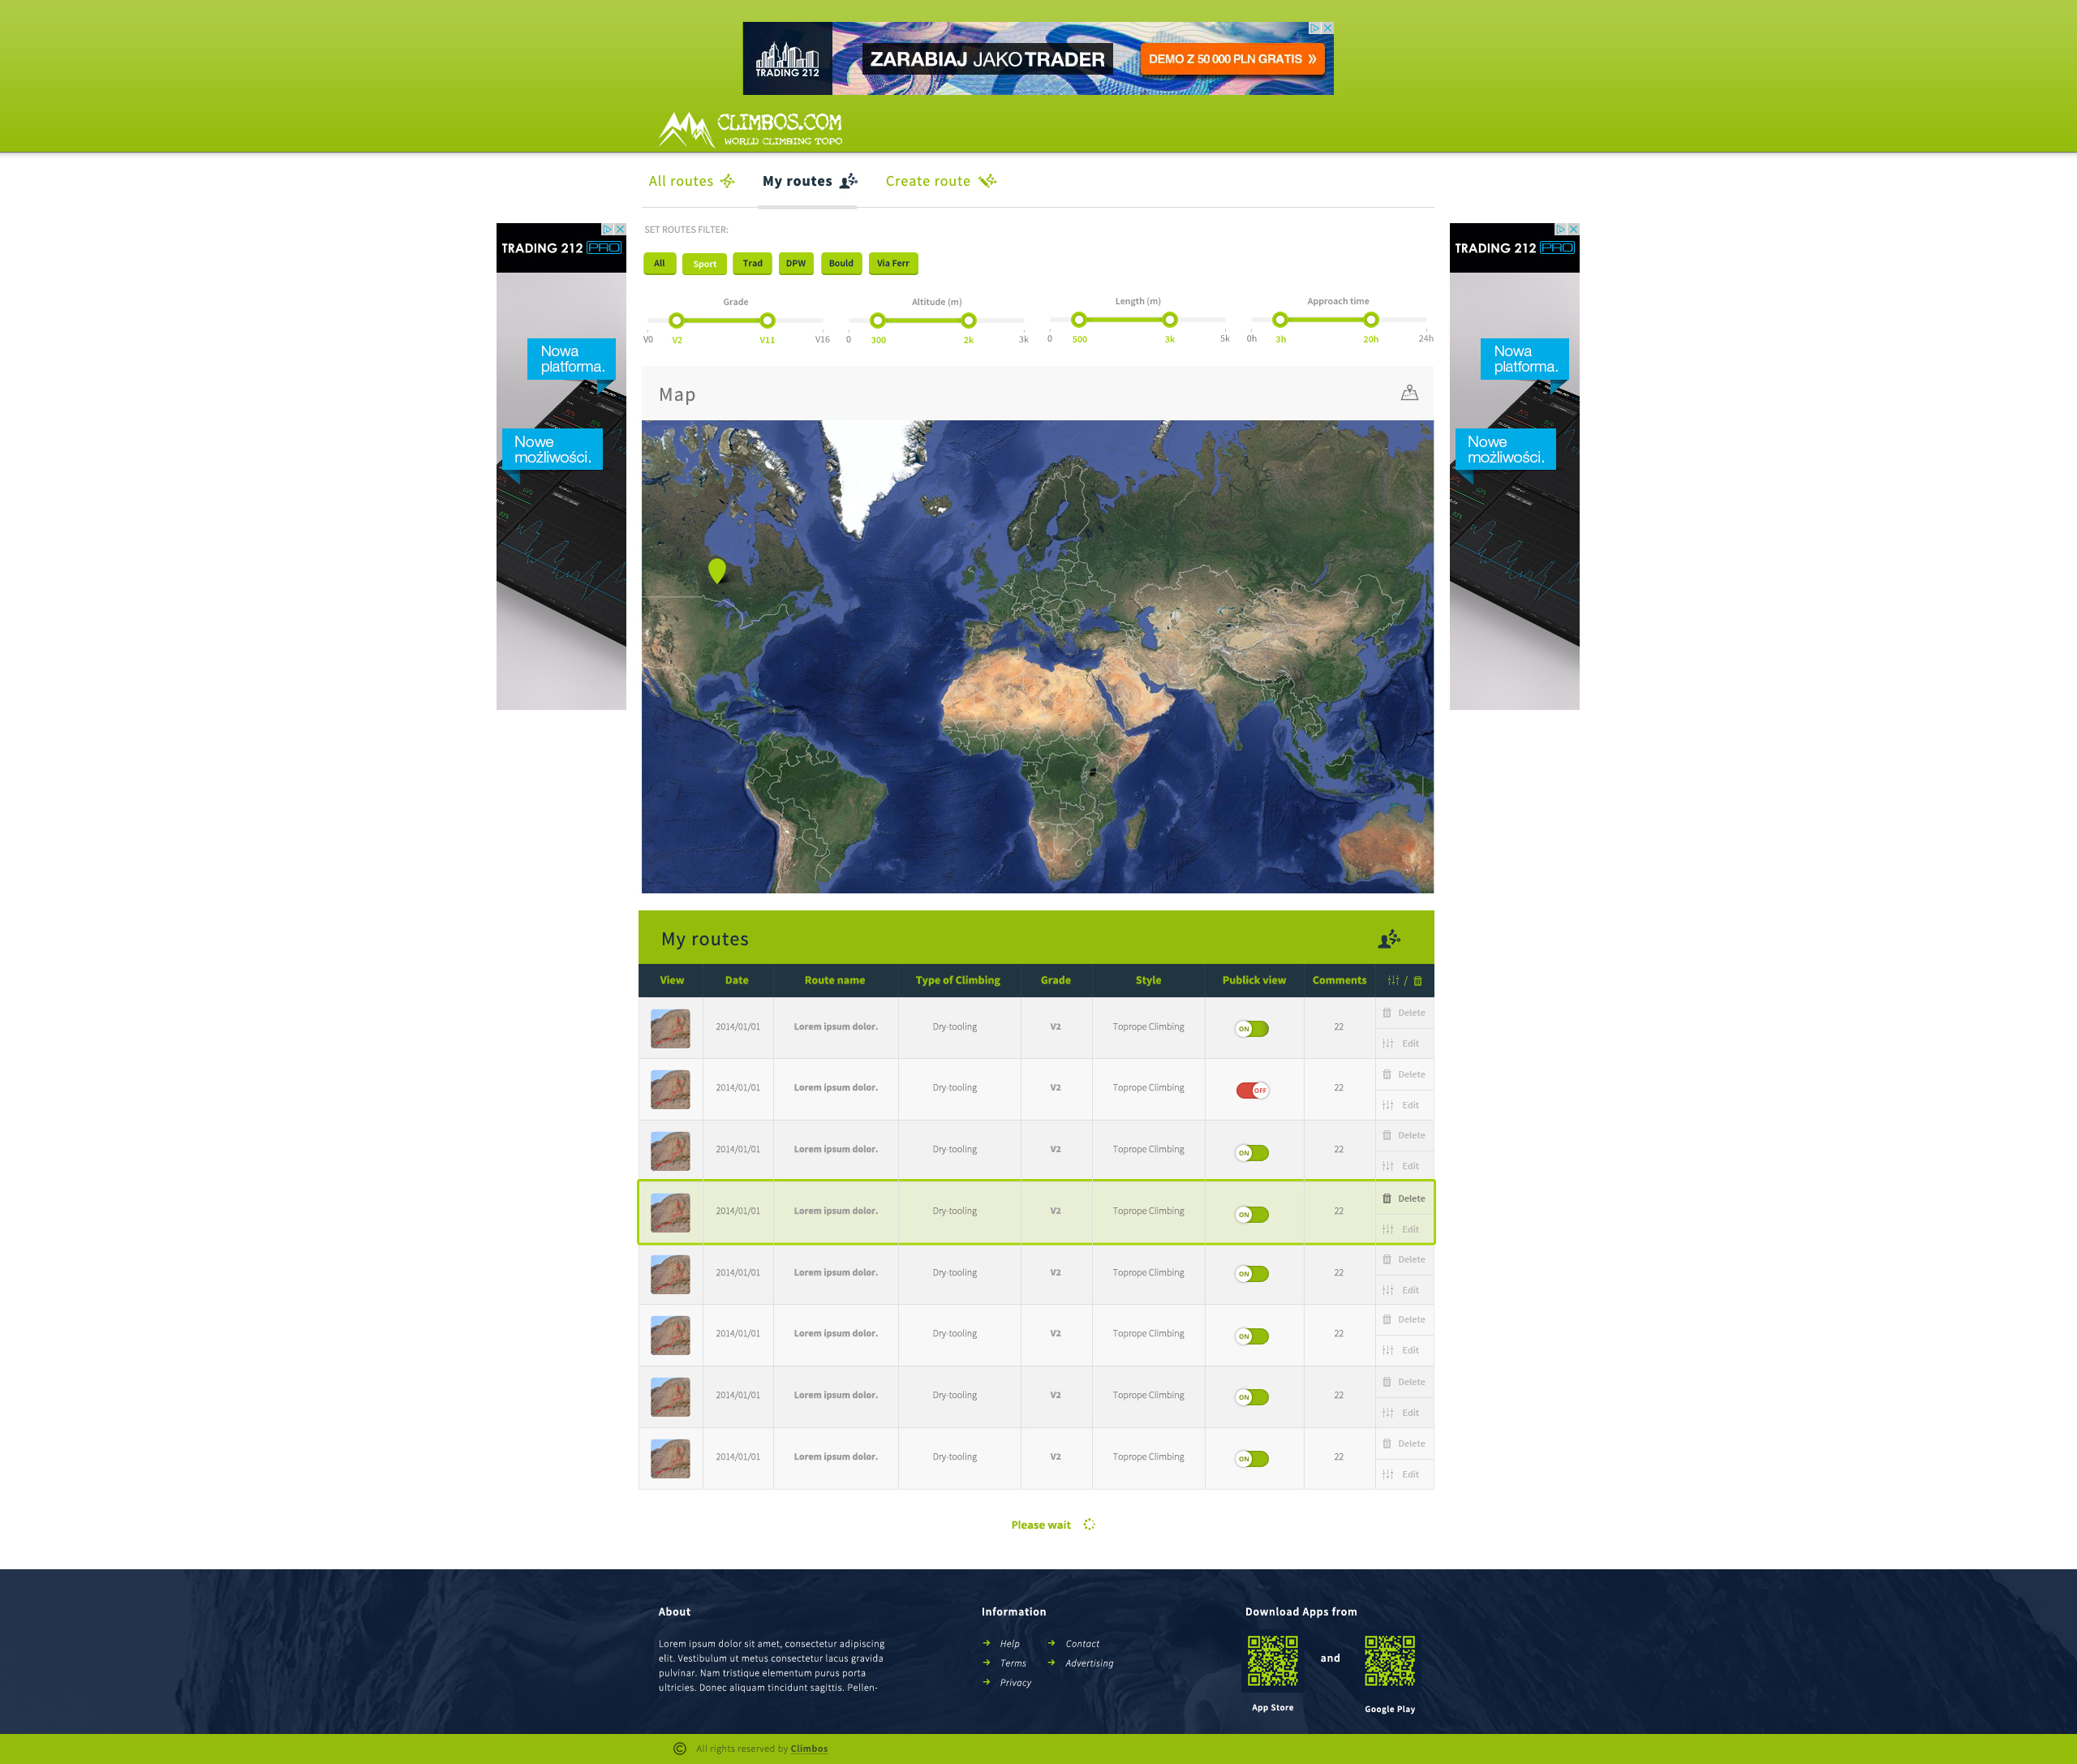 TRADING 212
ZARABIAJ JAKO TRADER
DEMO Z 50 000 PLN GRATIS »
CLIMBOS.COM
WORLD CLIMBING TOPO
All routes
My routes
Create route
TRADING 212 PRO
Nowa
platforma.
Nowe
możliwości.
TRADING 212 PRO
Nowa
platforma.
Nowe
możliwości.
SET ROUTES FILTER:
All Sport Trad DPW Bould Via Ferr
Grade Altitude (m) Length (m) Approach time
V0 V2 V11 V16 0 300 2k 3k 0 500 3k 5k 0h 3h 20h 24h
Map
My routes
View Date Route name Type of Climbing Grade Style Publick view Comments /
2014/01/01 Lorem ipsum dolor. Dry-tooling V2 Toprope Climbing ON 22 Delete
Edit
2014/01/01 Lorem ipsum dolor. Dry-tooling V2 Toprope Climbing OFF 22 Delete
Edit
2014/01/01 Lorem ipsum dolor. Dry-tooling V2 Toprope Climbing ON 22 Delete
Edit
2014/01/01 Lorem ipsum dolor. Dry-tooling V2 Toprope Climbing ON 22 Delete
Edit
2014/01/01 Lorem ipsum dolor. Dry-tooling V2 Toprope Climbing ON 22 Delete
Edit
2014/01/01 Lorem ipsum dolor. Dry-tooling V2 Toprope Climbing ON 22 Delete
Edit
2014/01/01 Lorem ipsum dolor. Dry-tooling V2 Toprope Climbing ON 22 Delete
Edit
2014/01/01 Lorem ipsum dolor. Dry-tooling V2 Toprope Climbing ON 22 Delete
Edit
Please wait
About
Lorem ipsum dolor sit amet, consectetur adipiscing
elit. Vestibulum ut metus consectetur lacus gravida
pulvinar. Nam tristique elementum purus porta
ultricies. Donec aliquam tincidunt sagittis. Pellen-
Information
Help Contact
Terms Advertising
Privacy
Download Apps from
and
App Store Google Play
© All rights reserved by Climbos